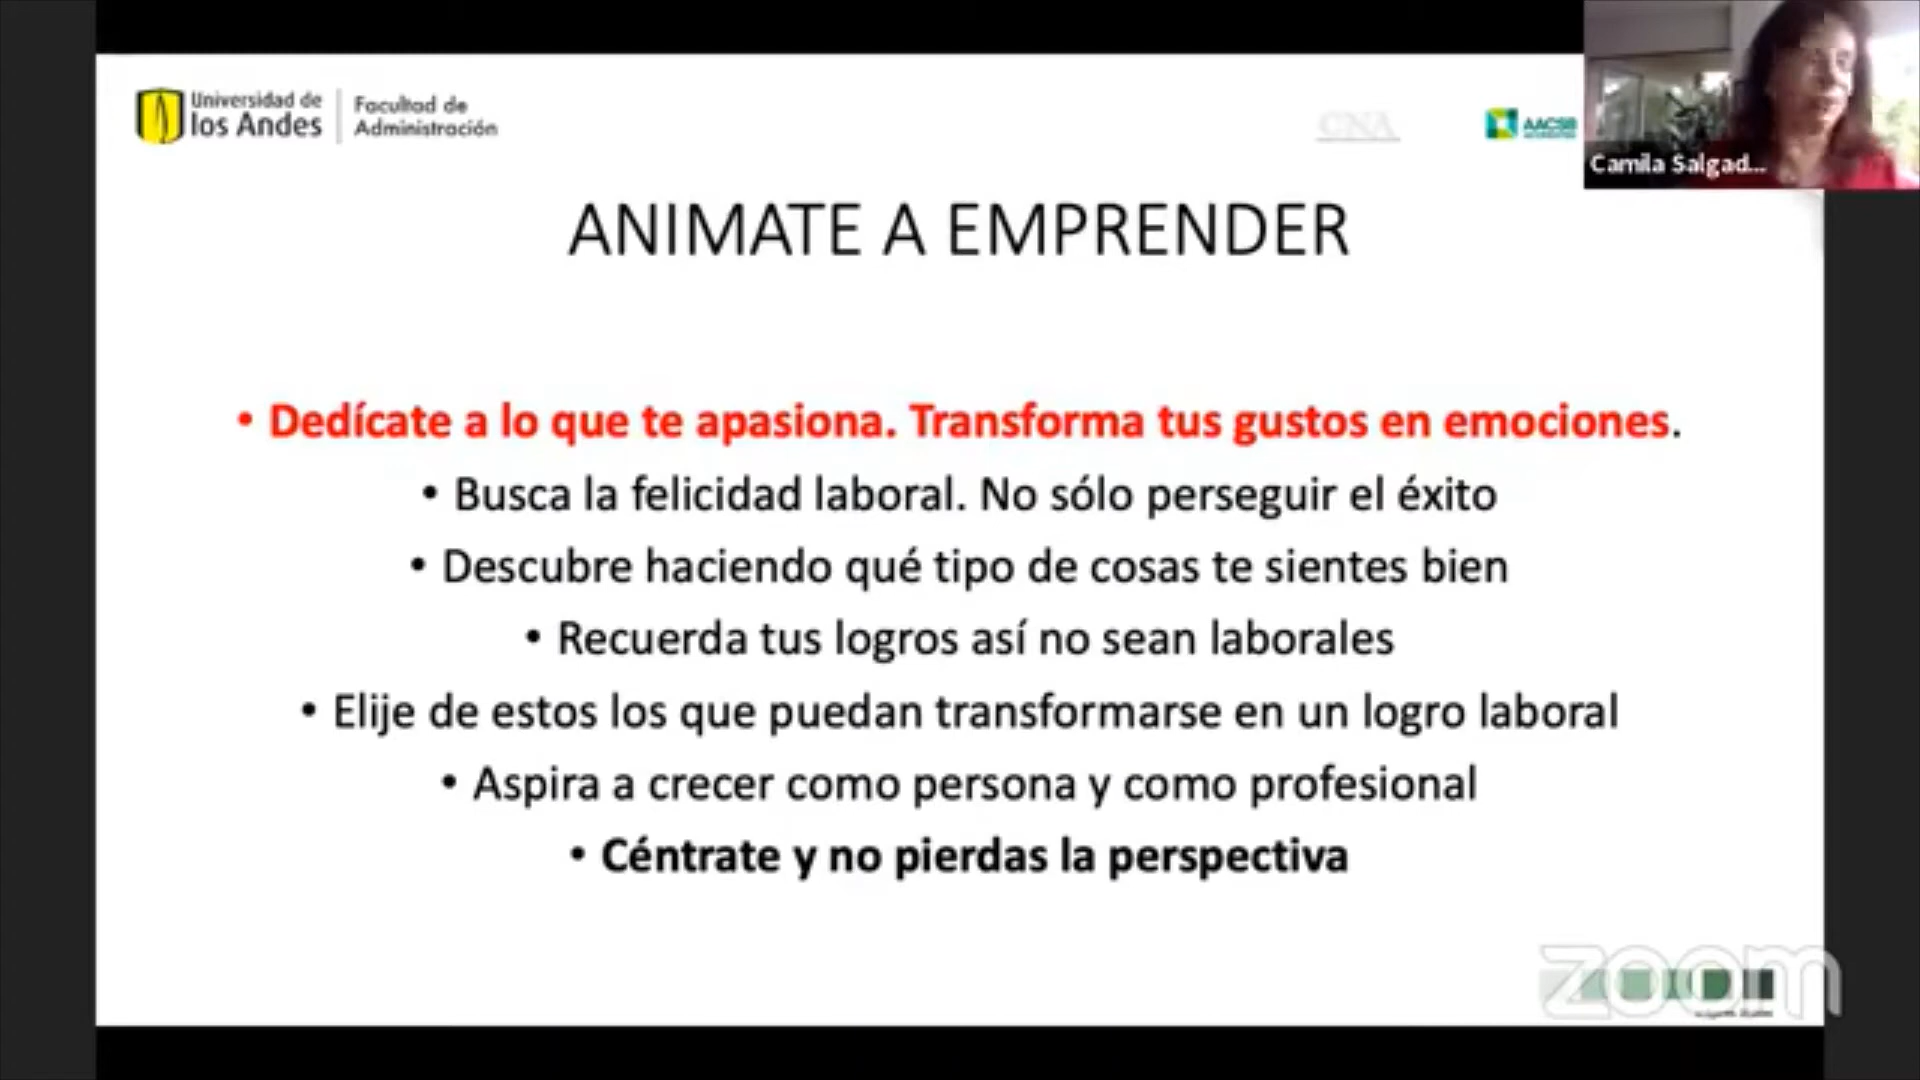 Universidad de
los Andes
Facultad de
Administración
CNA
AACSB
Camila Salgad...
ANIMATE A EMPRENDER
• Dedícate a lo que te apasiona. Transforma tus gustos en emociones.
• Busca la felicidad laboral. No sólo perseguir el éxito
• Descubre haciendo qué tipo de cosas te sientes bien
• Recuerda tus logros así no sean laborales
• Elije de estos los que puedan transformarse en un logro laboral
• Aspira a crecer como persona y como profesional
• Céntrate y no pierdas la perspectiva
zoom